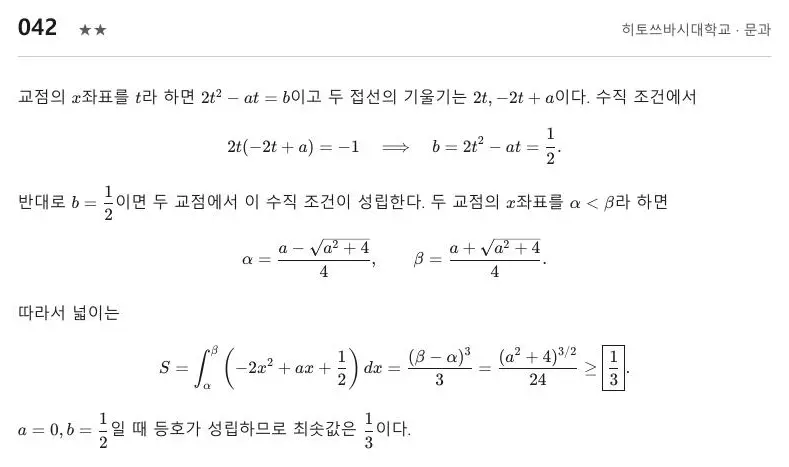 042 ★★ 히토쓰바시대학교 · 문과
교점의 x좌표를 t라 하면 2t² − at = b이고 두 접선의 기울기는 2t, −2t + a이다. 수직 조건에서
2t(−2t + a) = −1 ⟹ b = 2t² − at = 1/2.
반대로 b = 1/2이면 두 교점에서 이 수직 조건이 성립한다. 두 교점의 x좌표를 α < β라 하면
α = (a − √(a² + 4))/4, β = (a + √(a² + 4))/4.
따라서 넓이는
S = ∫_α^β (−2x² + ax + 1/2) dx = (β − α)³/3 = (a² + 4)^{3/2}/24 ≥ 1/3.
a = 0, b = 1/2일 때 등호가 성립하므로 최솟값은 1/3이다.